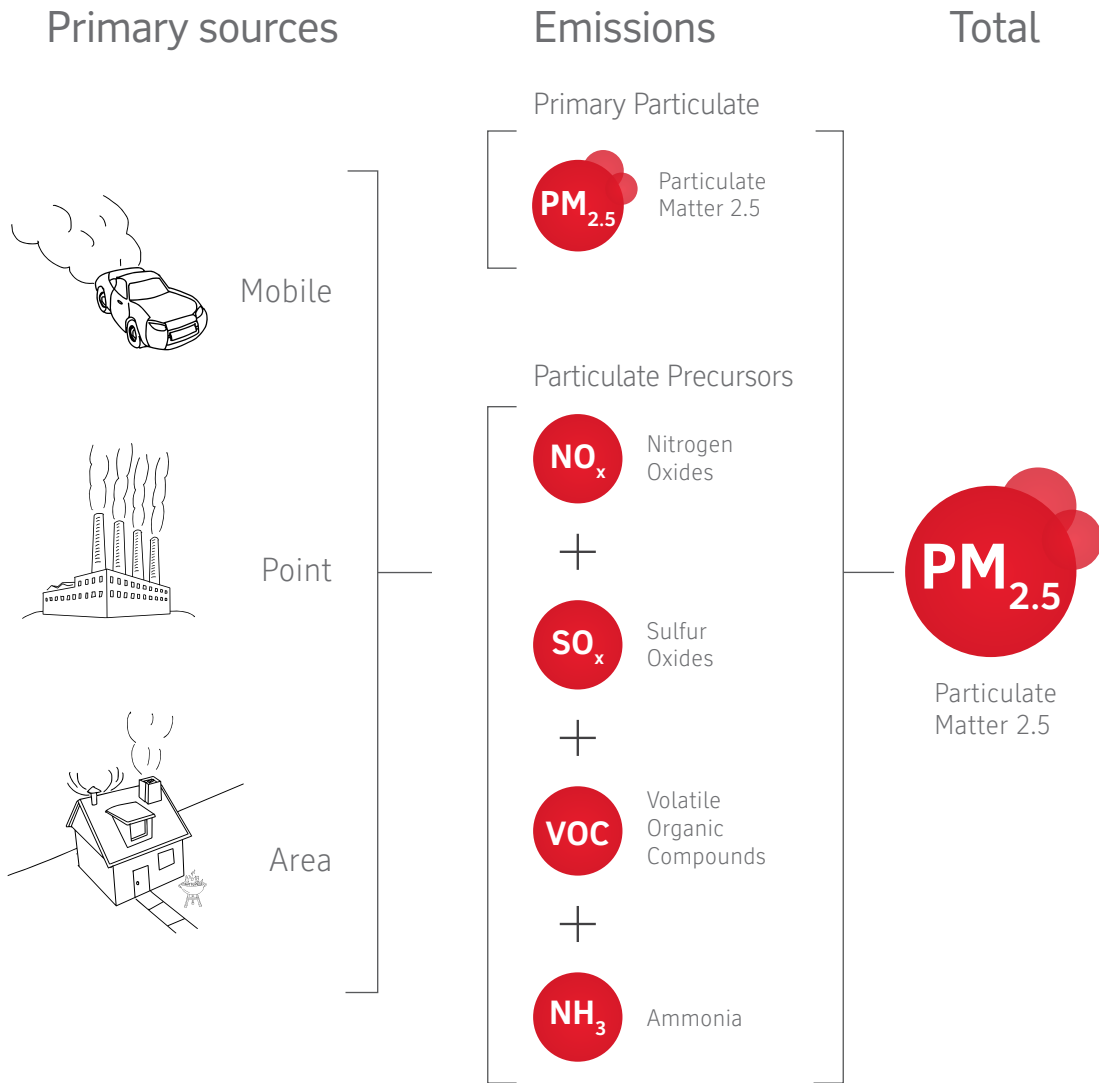 Primary sources
Emissions
Total
Mobile
Point
Area
Primary Particulate
PM2.5
Particulate
Matter 2.5
Particulate Precursors
NOx
Nitrogen
Oxides
+
SOx
Sulfur
Oxides
+
VOC
Volatile
Organic
Compounds
+
NH3
Ammonia
PM2.5
Particulate
Matter 2.5